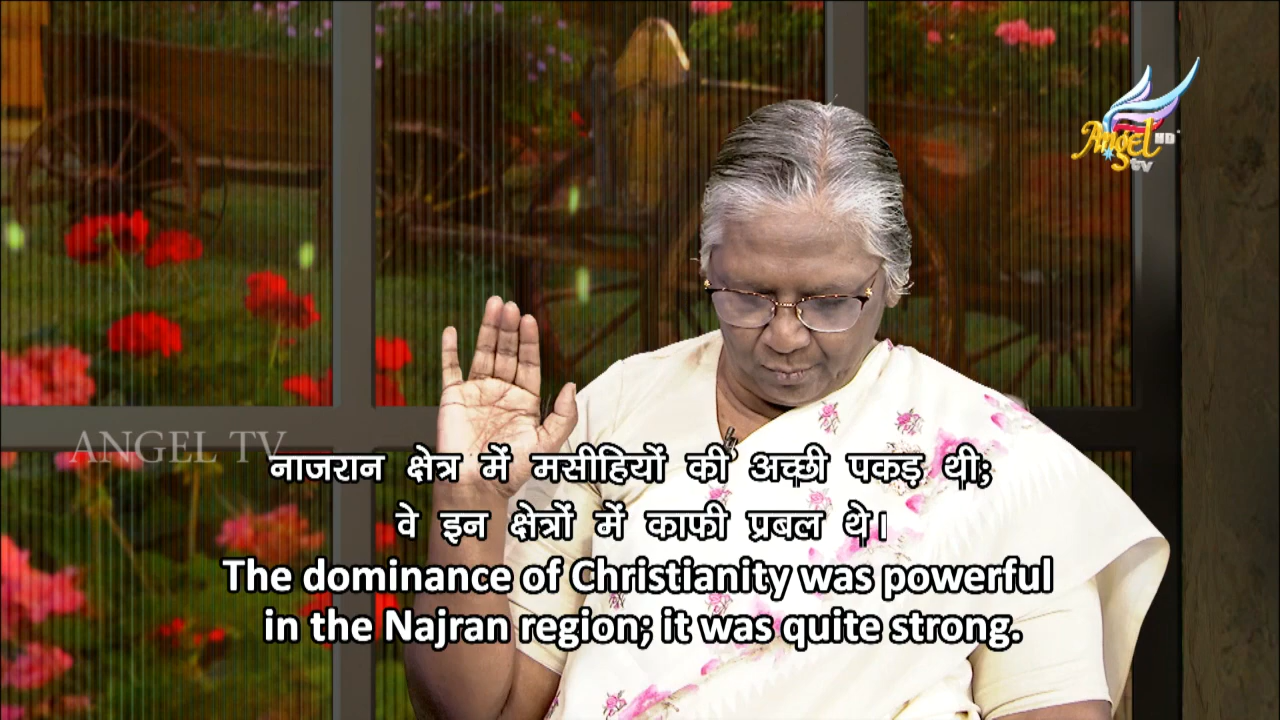 Angel HD
tv
ANGEL TV
नाजरान क्षेत्र में मसीहियों की अच्छी पकड़ थी;
वे इन क्षेत्रों में काफी प्रबल थे।
The dominance of Christianity was powerful
in the Najran region; it was quite strong.